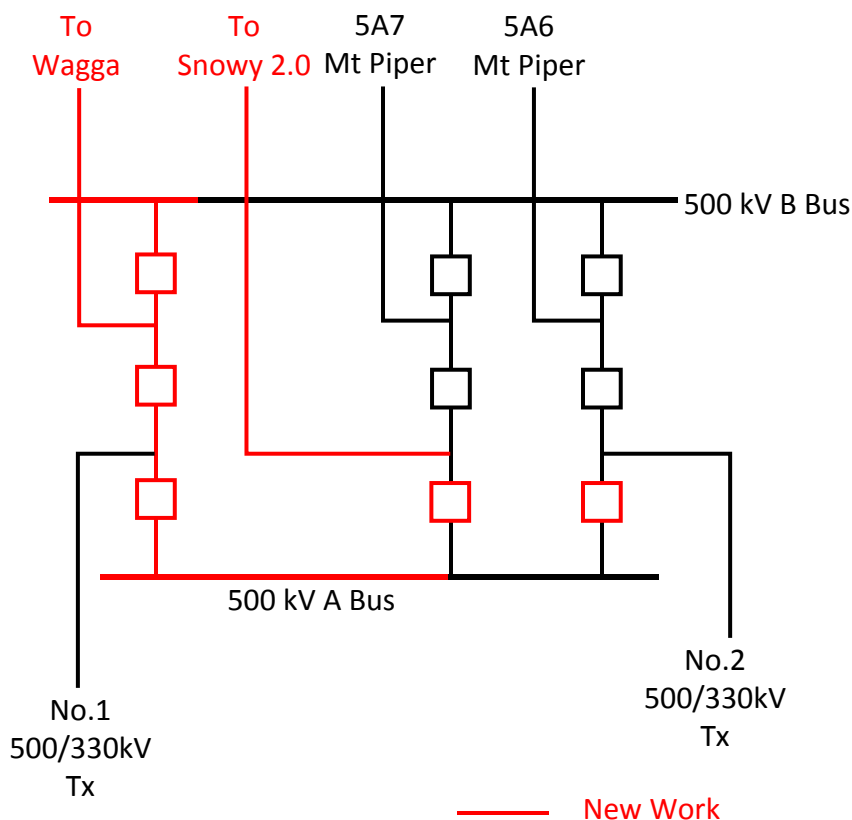 To
Wagga
To
Snowy 2.0
5A7
Mt Piper
5A6
Mt Piper
500 kV B Bus
500 kV A Bus
No.1
500/330kV
Tx
No.2
500/330kV
Tx
New Work